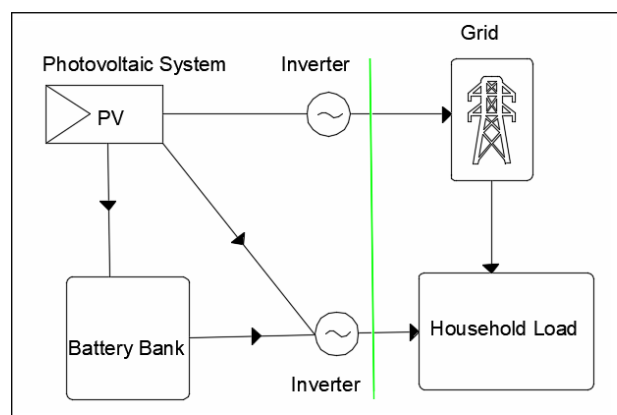 Grid
Photovoltaic System
Inverter
PV
Battery Bank
Household Load
Inverter